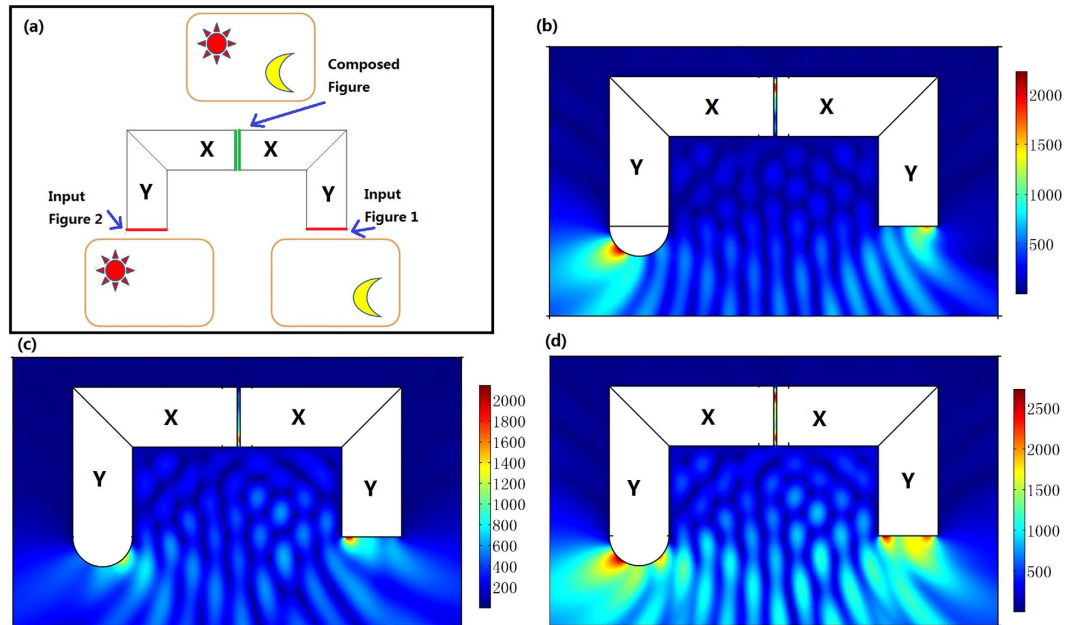 (a)
Composed
Figure
X X
Y Y
Input
Figure 2
Input
Figure 1
(b)
X X
Y Y
2000
1500
1000
500
(c)
X X
Y Y
2000
1800
1600
1400
1200
1000
800
600
400
200
(d)
X X
Y Y
2500
2000
1500
1000
500